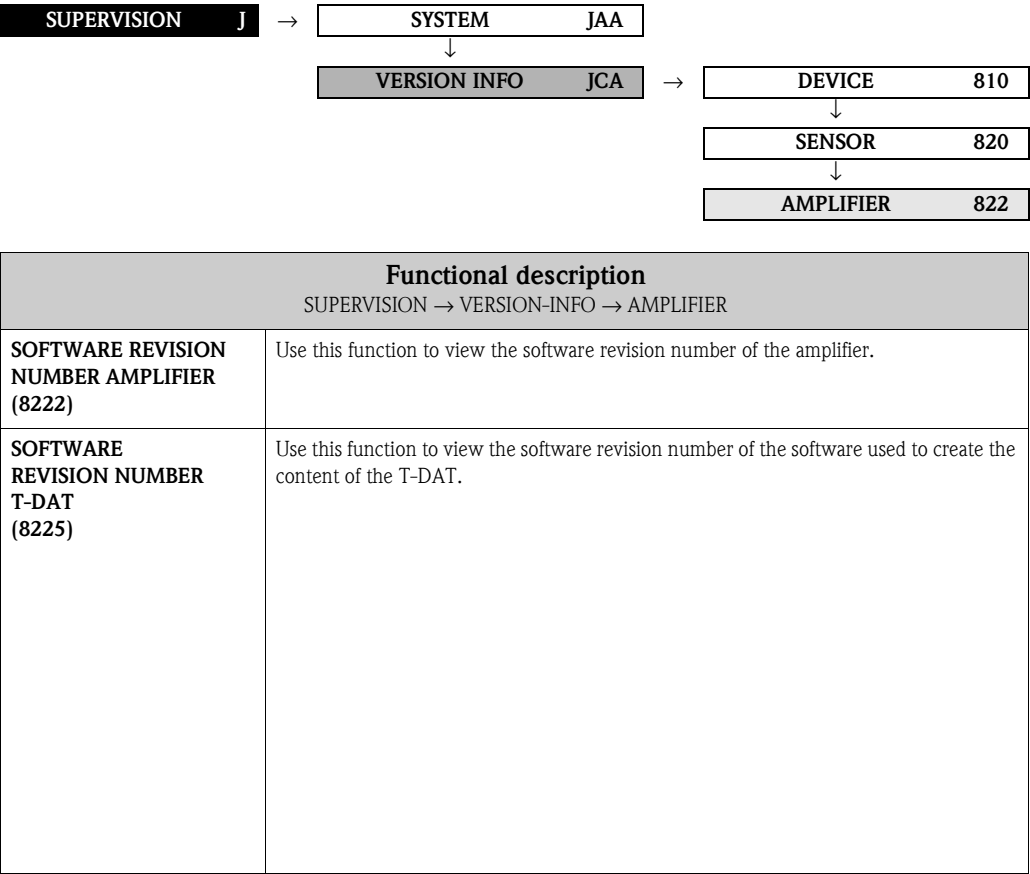 SUPERVISION J → SYSTEM JAA
↓
VERSION INFO JCA → DEVICE 810
↓
SENSOR 820
↓
AMPLIFIER 822
Functional description
SUPERVISION → VERSION-INFO → AMPLIFIER
SOFTWARE REVISION
NUMBER AMPLIFIER
(8222)
Use this function to view the software revision number of the amplifier.
SOFTWARE
REVISION NUMBER
T-DAT
(8225)
Use this function to view the software revision number of the software used to create the
content of the T-DAT.